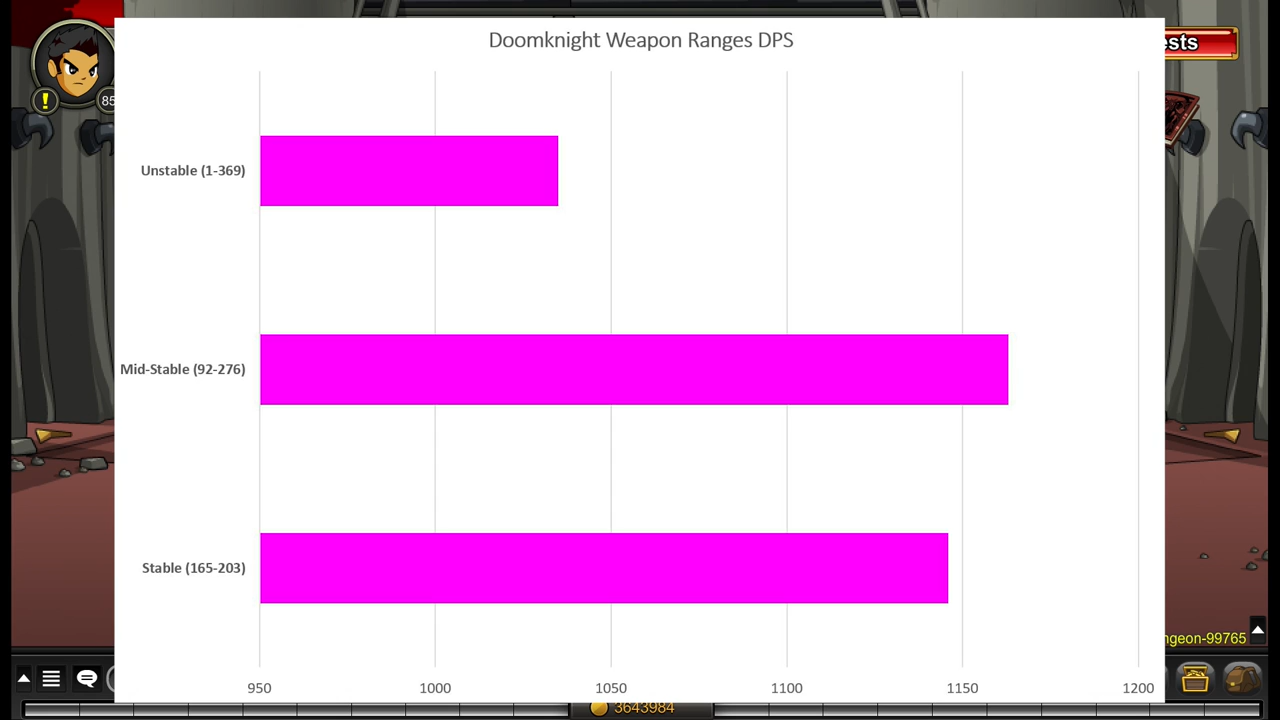 Doomknight Weapon Ranges DPS
ests
!
85
Unstable (1-369)
Mid-Stable (92-276)
Stable (165-203)
ngeon-99765
950 1000 1050 1100 1150 1200
3643984